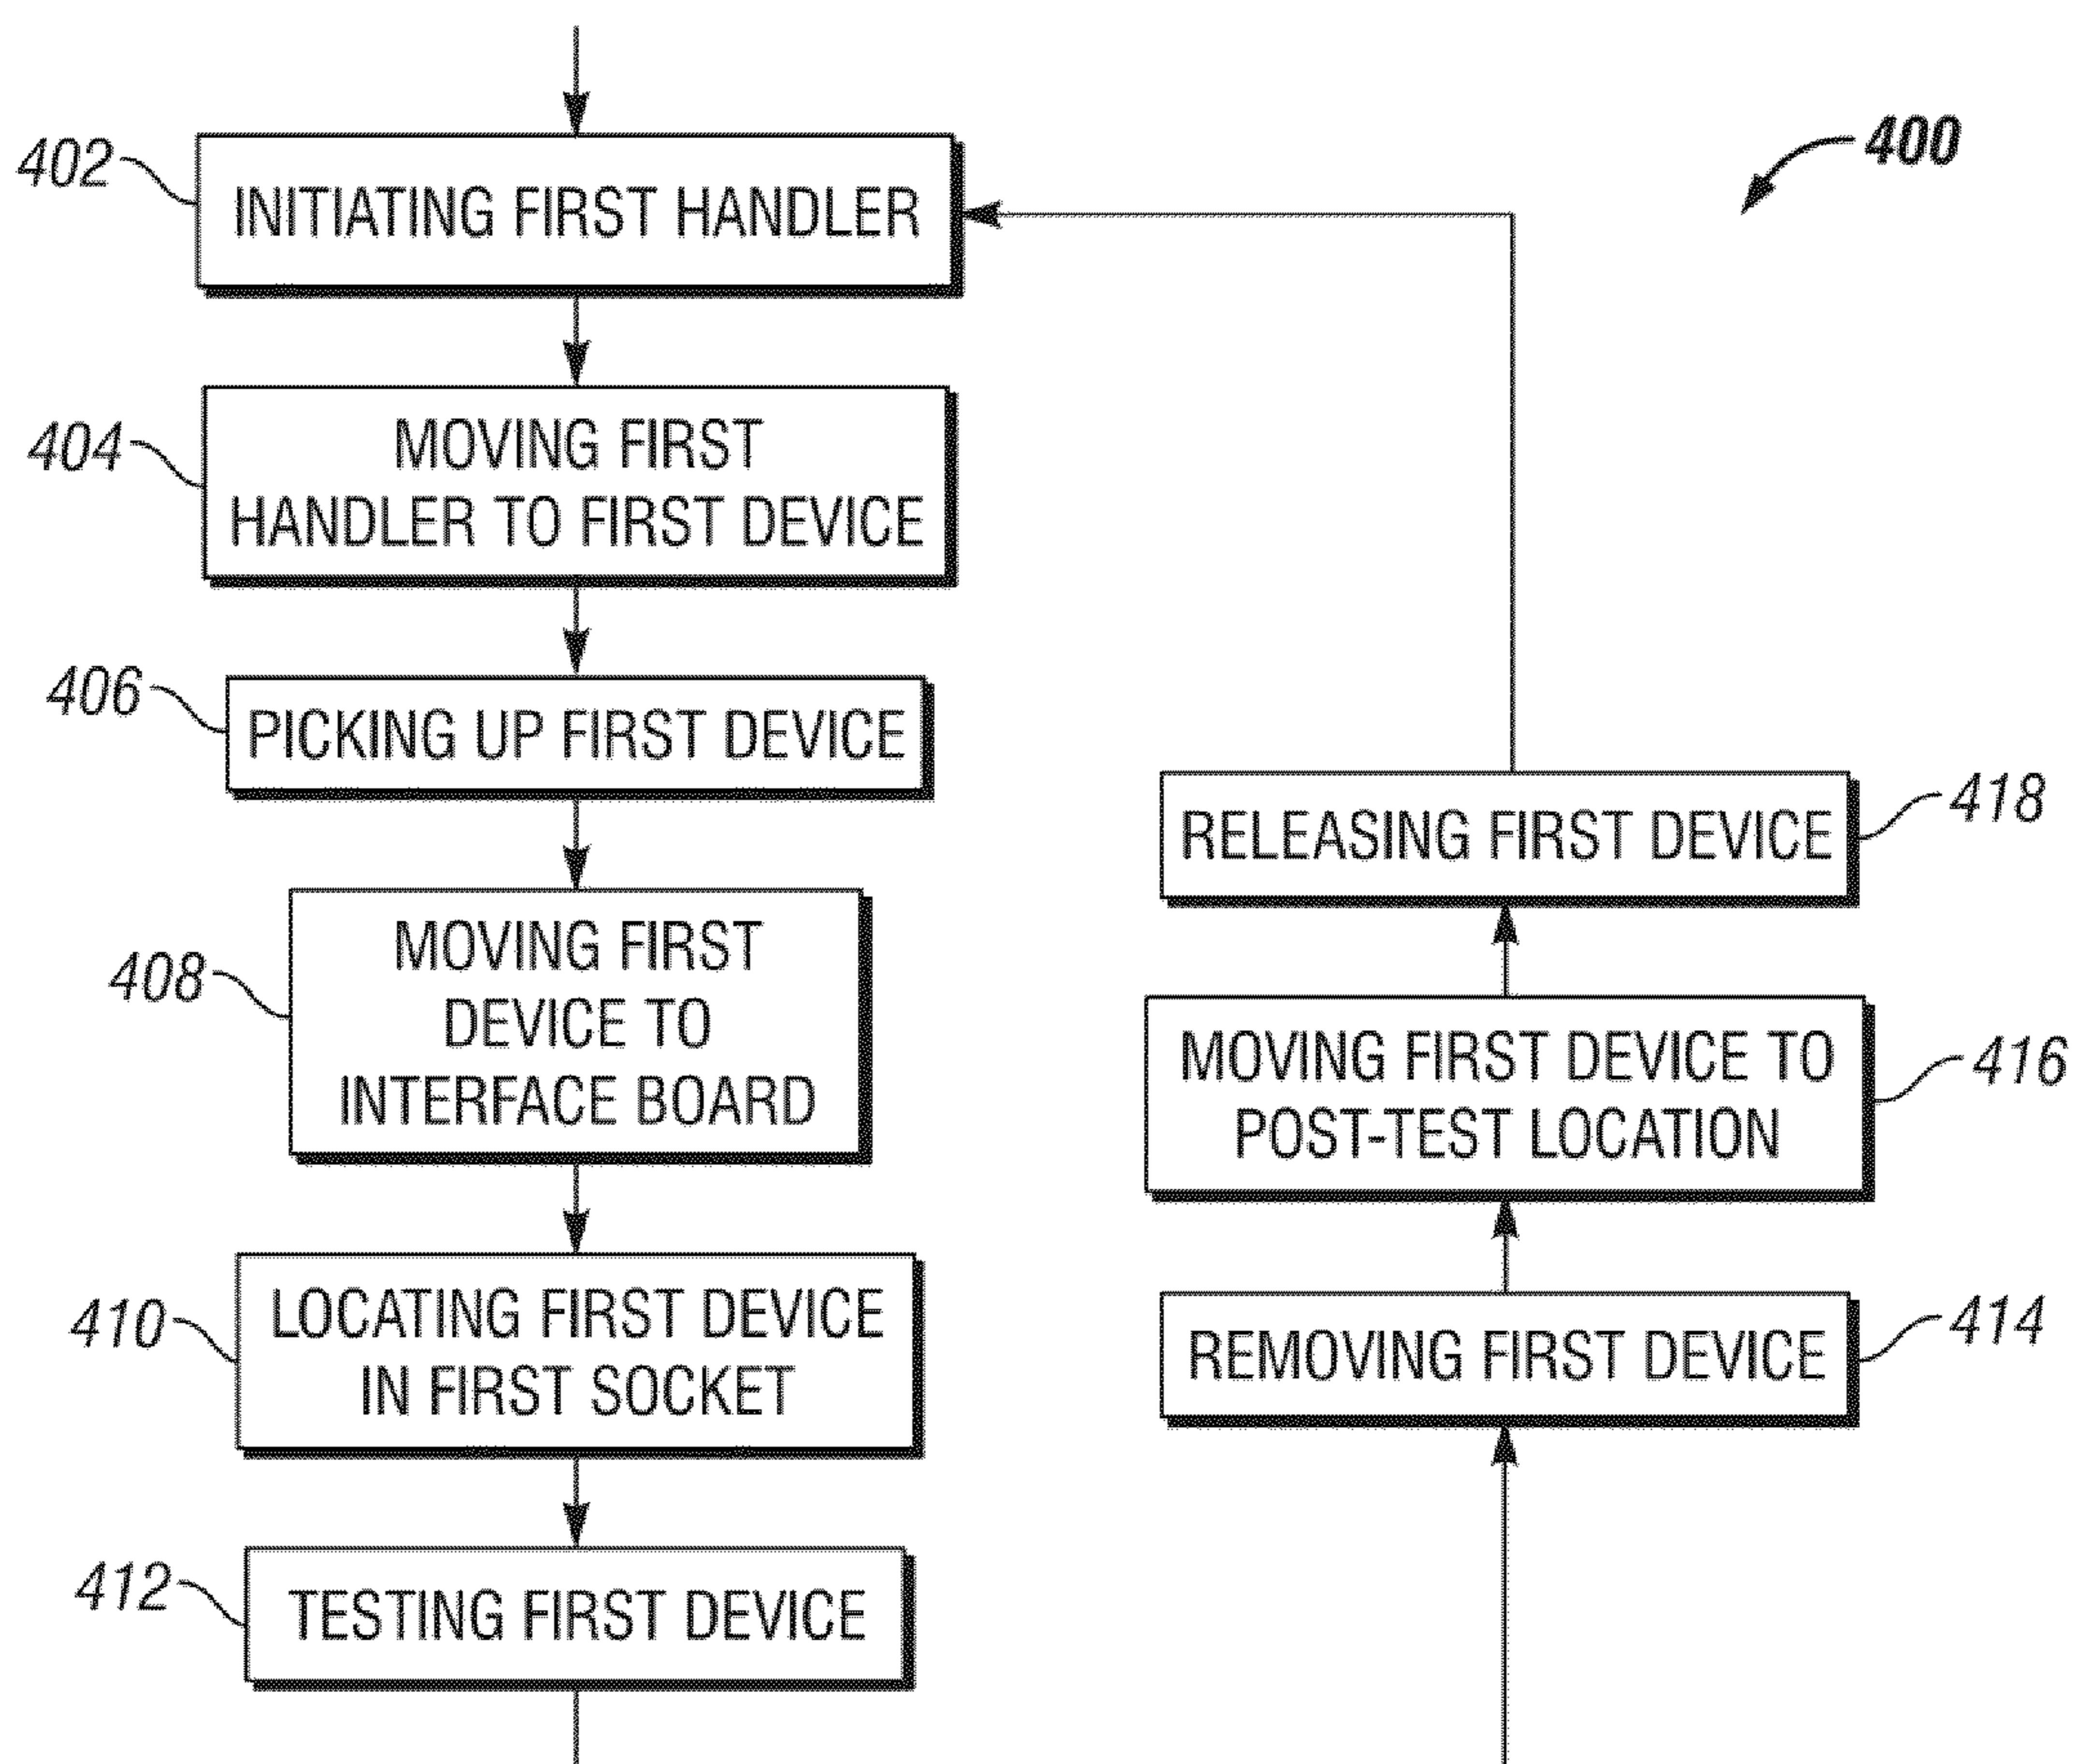 400
402
INITIATING FIRST HANDLER
404
MOVING FIRST
HANDLER TO FIRST DEVICE
406
PICKING UP FIRST DEVICE
408
MOVING FIRST
DEVICE TO
INTERFACE BOARD
410
LOCATING FIRST DEVICE
IN FIRST SOCKET
412
TESTING FIRST DEVICE
418
RELEASING FIRST DEVICE
416
MOVING FIRST DEVICE TO
POST-TEST LOCATION
414
REMOVING FIRST DEVICE